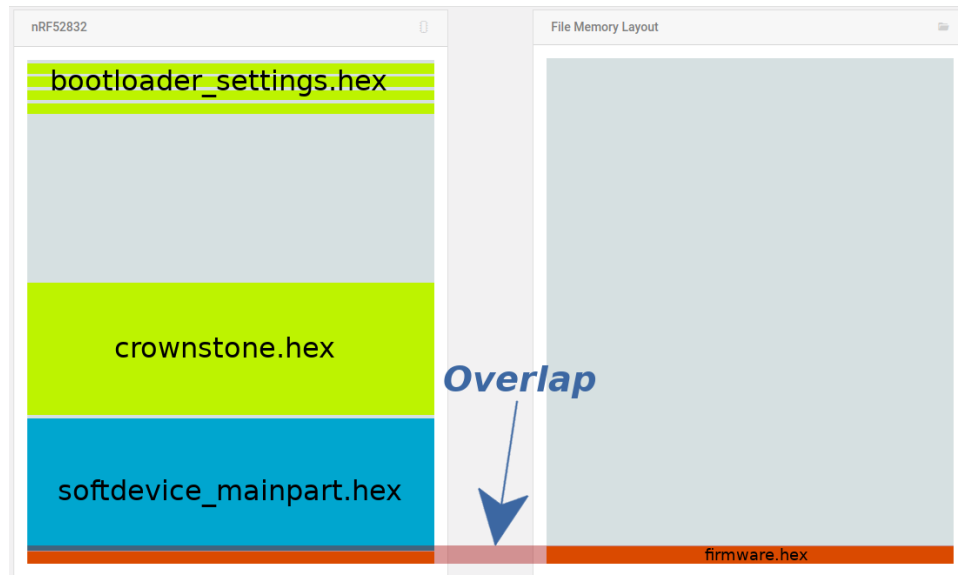 nRF52832
File Memory Layout
bootloader_settings.hex
crownstone.hex
Overlap
softdevice_mainpart.hex
firmware.hex